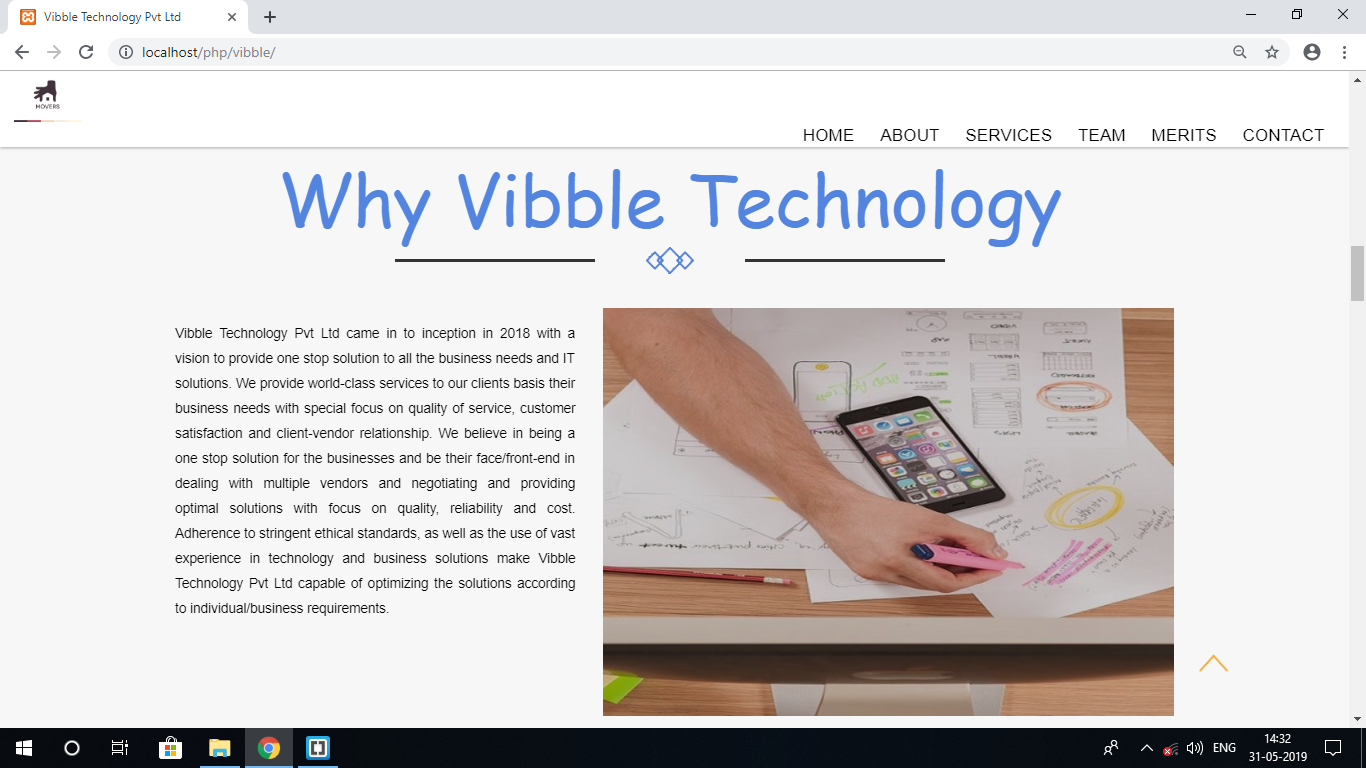 Vibble Technology Pvt Ltd
localhost/php/vibble/
MOVERS
HOME ABOUT SERVICES TEAM MERITS CONTACT
Why Vibble Technology
Vibble Technology Pvt Ltd came in to inception in 2018 with a
vision to provide one stop solution to all the business needs and IT
solutions. We provide world-class services to our clients basis their
business needs with special focus on quality of service, customer
satisfaction and client-vendor relationship. We believe in being a
one stop solution for the businesses and be their face/front-end in
dealing with multiple vendors and negotiating and providing
optimal solutions with focus on quality, reliability and cost.
Adherence to stringent ethical standards, as well as the use of vast
experience in technology and business solutions make Vibble
Technology Pvt Ltd capable of optimizing the solutions according
to individual/business requirements.
VIDEO
ENG
14:32
31-05-2019